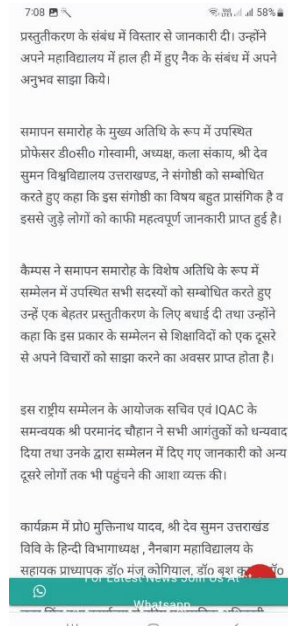 7:08
58%
प्रस्तुतीकरण के संबंध में विस्तार से जानकारी दी। उन्होंने
अपने महाविद्यालय में हाल ही में हुए नैक के संबंध में अपने
अनुभव साझा किये।
समापन समारोह के मुख्य अतिथि के रूप में उपस्थित
प्रोफेसर डी०सी० गोस्वामी, अध्यक्ष, कला संकाय, श्री देव
सुमन विश्वविद्यालय उत्तराखण्ड, ने संगोष्ठी को सम्बोधित
करते हुए कहा कि इस संगोष्ठी का विषय बहुत प्रासंगिक है व
इससे जुड़े लोगों को काफी महत्वपूर्ण जानकारी प्राप्त हुई है।
कैम्पस ने समापन समारोह के विशेष अतिथि के रूप में
सम्मेलन में उपस्थित सभी सदस्यों को सम्बोधित करते हुए
उन्हें एक बेहतर प्रस्तुतीकरण के लिए बधाई दी तथा उन्होंने
कहा कि इस प्रकार के सम्मेलन से शिक्षाविदों को एक दूसरे
से अपने विचारों को साझा करने का अवसर प्राप्त होता है।
इस राष्ट्रीय सम्मेलन के आयोजक सचिव एवं IQAC के
समन्वयक श्री परमानंद चौहान ने सभी आगंतुकों को धन्यवाद
दिया तथा उनके द्वारा सम्मेलन में दिए गए जानकारी को अन्य
दूसरे लोगों तक भी पहुंचने की आशा व्यक्त की।
कार्यक्रम में प्रो0 मुक्तिनाथ यादव, श्री देव सुमन उत्तराखंड
विवि के हिन्दी विभागाध्यक्ष , नैनबाग महाविद्यालय के
सहायक प्राध्यापक डॉ० मंजू कोगियाल, डॉ०
For Latest News Join Us At
Whatsapp